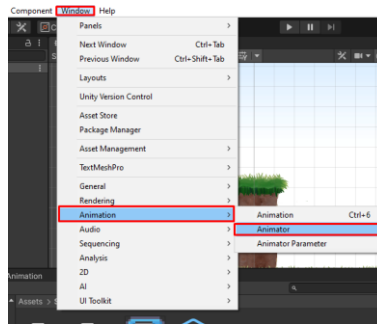 Component Window Help
Panels
Next Window Ctrl+Tab
Previous Window Ctrl+Shift+Tab
Layouts
Unity Version Control
Asset Store
Package Manager
Asset Management
TextMeshPro
General
Rendering
Animation
Animation Ctrl+6
Animator
Animator Parameter
Audio
Sequencing
Analysis
2D
AI
UI Toolkit
Animation
Assets